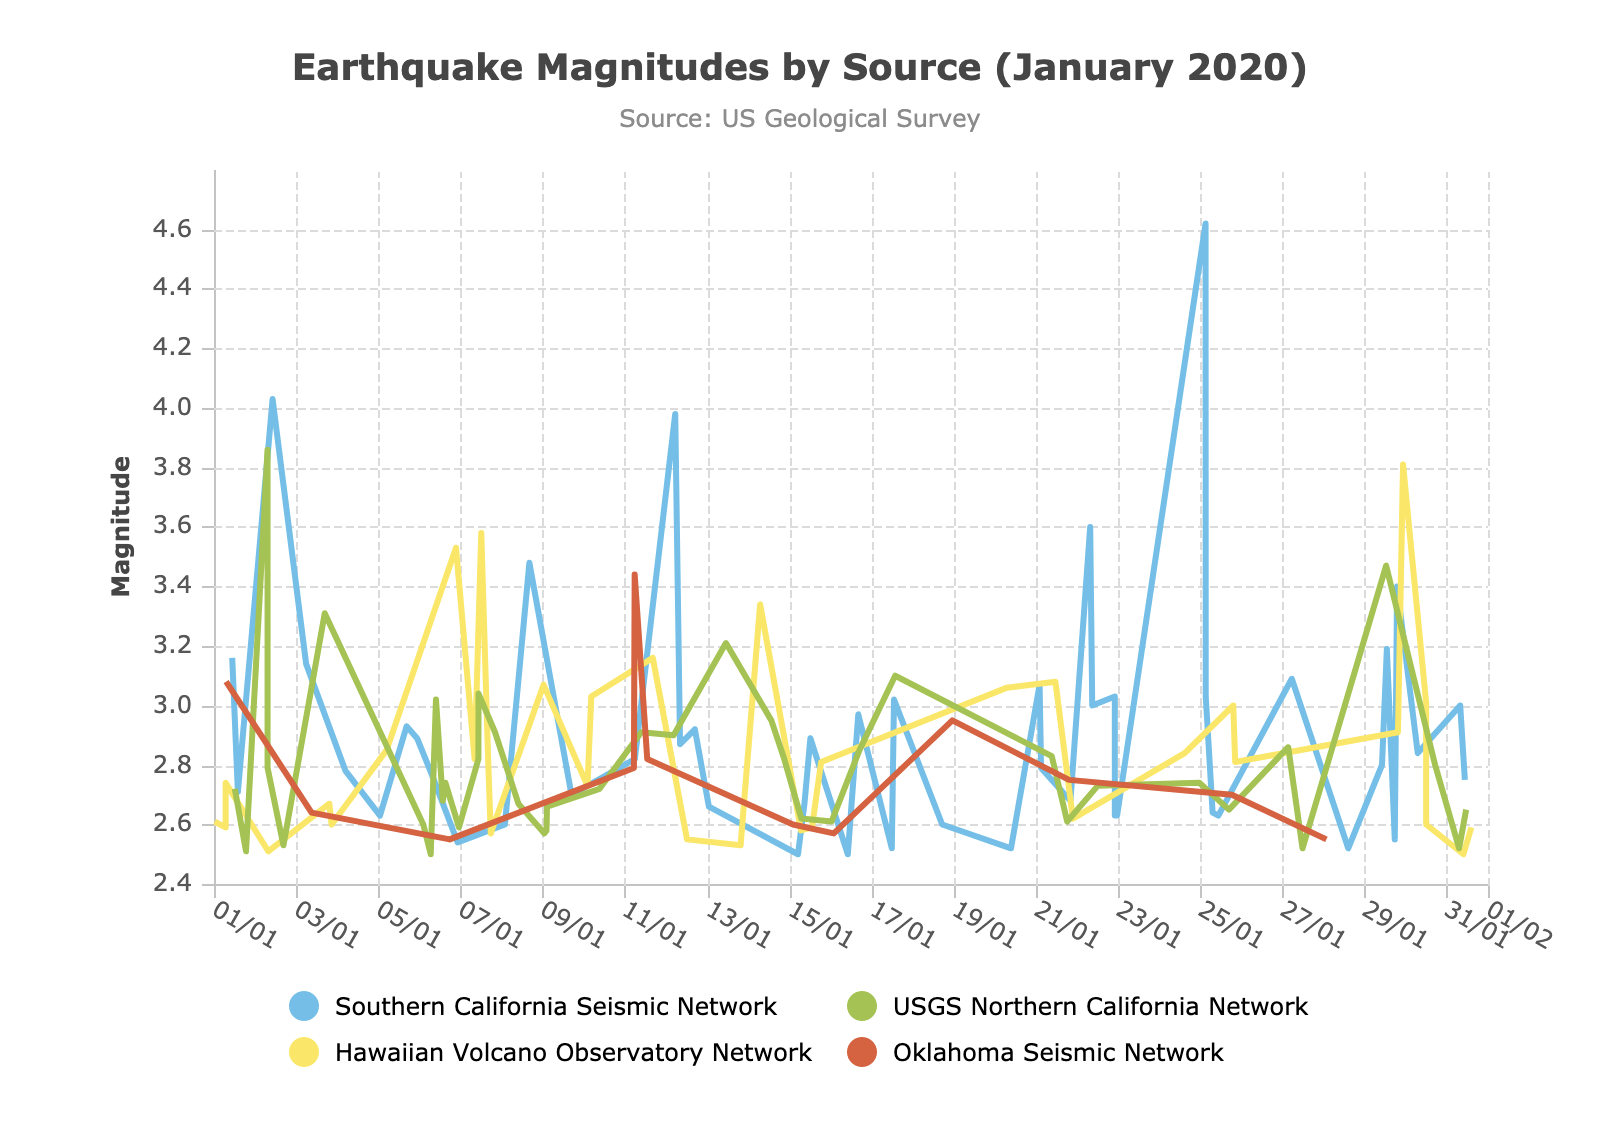 Earthquake Magnitudes by Source (January 2020)
Source: US Geological Survey
Magnitude
4.6
4.4
4.2
4.0
3.8
3.6
3.4
3.2
3.0
2.8
2.6
2.4
01/01 03/01 05/01 07/01 09/01 11/01 13/01 15/01 17/01 19/01 21/01 23/01 25/01 27/01 29/01 31/01 01/02
Southern California Seismic Network USGS Northern California Network
Hawaiian Volcano Observatory Network Oklahoma Seismic Network